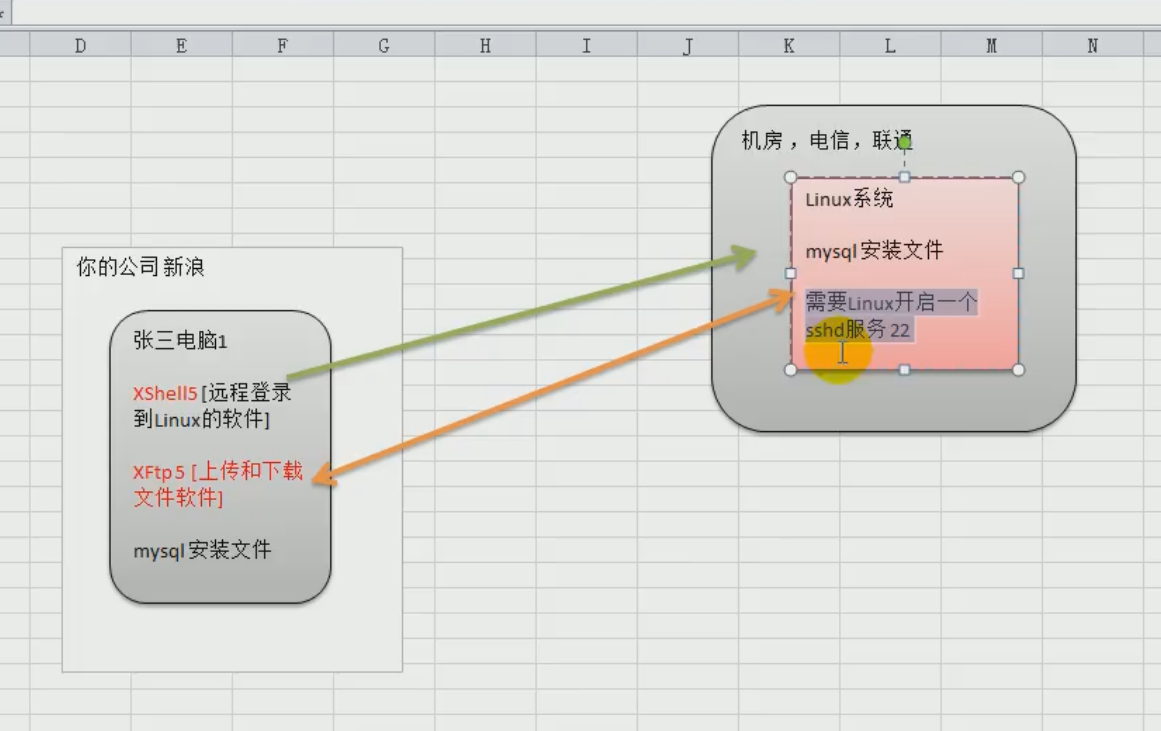 D E F G H I J K L M N
机房，电信，联通
Linux系统
mysql安装文件
需要Linux开启一个
sshd服务 22
你的公司新浪
张三电脑1
XShell5 [远程登录
到Linux的软件]
XFtp5 [上传和下载
文件软件]
mysql安装文件